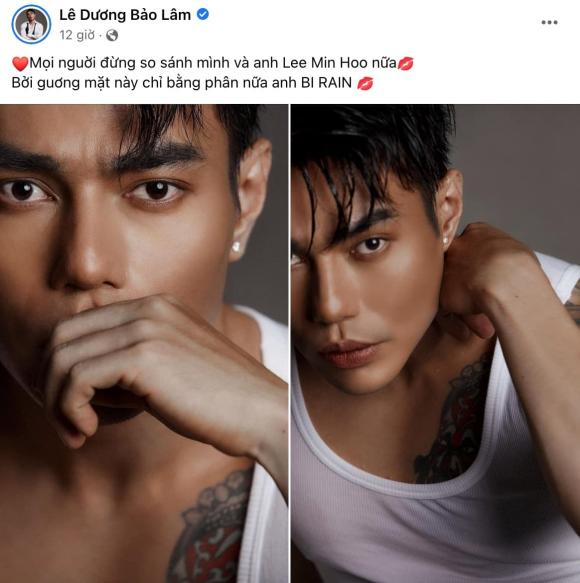 Lê Dương Bảo Lâm
12 giờ
❤️Mọi người đừng so sánh mình và anh Lee Min Hoo nữa💋
Bởi guơng mặt này chỉ bằng phân nữa anh BI RAIN 💋